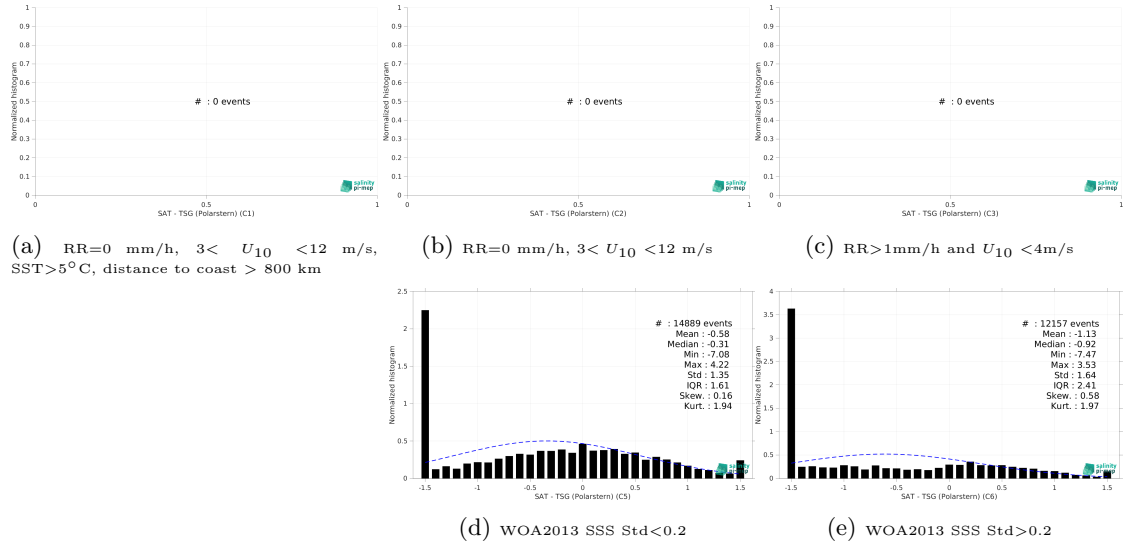 1
0.9
0.8
0.7
0.6
0.5
0.4
0.3
0.2
0.1
0
Normalized histogram
# : 0 events
salinity
pi-mep
0 0.5 1
SAT - TSG (Polarstern) (C1)
(a) RR=0 mm/h, 3< U10 <12 m/s,
SST>5°C, distance to coast > 800 km
1
0.9
0.8
0.7
0.6
0.5
0.4
0.3
0.2
0.1
0
Normalized histogram
# : 0 events
salinity
pi-mep
0 0.5 1
SAT - TSG (Polarstern) (C2)
(b) RR=0 mm/h, 3< U10 <12 m/s
1
0.9
0.8
0.7
0.6
0.5
0.4
0.3
0.2
0.1
0
Normalized histogram
# : 0 events
salinity
pi-mep
0 0.5 1
SAT - TSG (Polarstern) (C3)
(c) RR>1mm/h and U10 <4m/s
2.5
2
1.5
1
0.5
0
Normalized histogram
# : 14889 events
Mean : -0.58
Median : -0.31
Min : -7.08
Max : 4.22
Std : 1.35
IQR : 1.61
Skew. : 0.16
Kurt. : 1.94
salinity
pi-mep
-1.5 -1 -0.5 0 0.5 1 1.5
SAT - TSG (Polarstern) (C5)
(d) WOA2013 SSS Std<0.2
4
3.5
3
2.5
2
1.5
1
0.5
0
Normalized histogram
# : 12157 events
Mean : -1.13
Median : -0.92
Min : -7.47
Max : 3.53
Std : 1.64
IQR : 2.41
Skew. : 0.58
Kurt. : 1.97
salinity
pi-mep
-1.5 -1 -0.5 0 0.5 1 1.5
SAT - TSG (Polarstern) (C6)
(e) WOA2013 SSS Std>0.2